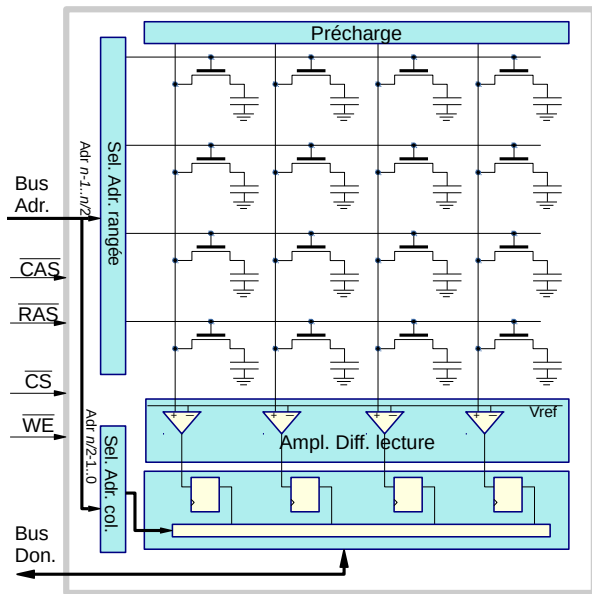 Précharge
Sel. Adr. rangée
Adr n-1..n/2
Bus
Adr.
CAS
RAS
CS
WE
Vref
+ − + − + − + −
Ampl. Diff. lecture
Adr n/2-1..0
Sel. Adr. col.
Bus
Don.